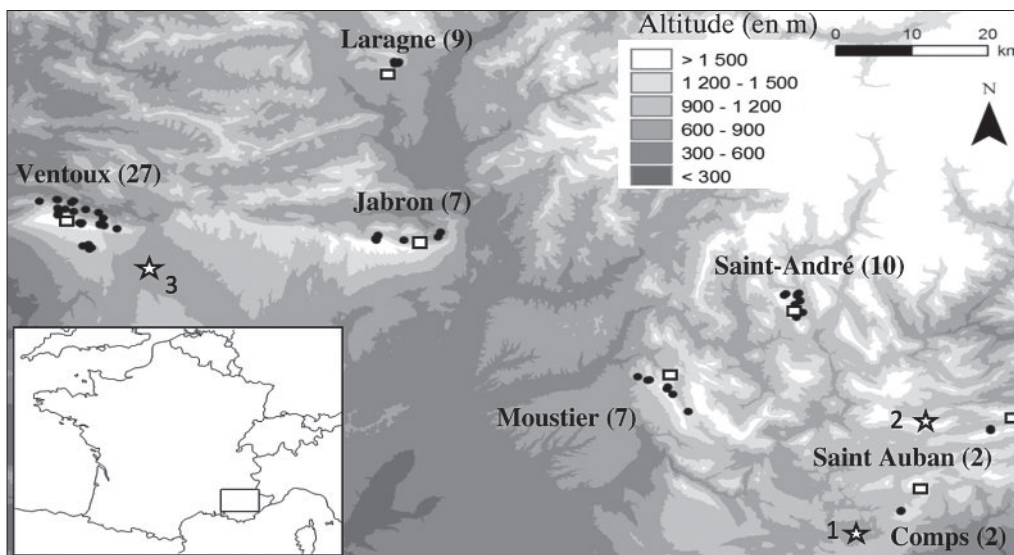 Laragne (9)
Altitude (en m)
> 1 500
1 200 - 1 500
900 - 1 200
600 - 900
300 - 600
< 300
0 10 20
km
N
Ventoux (27)
Jabron (7)
3
Saint-André (10)
Moustier (7)
2
Saint Auban (2)
1
Comps (2)